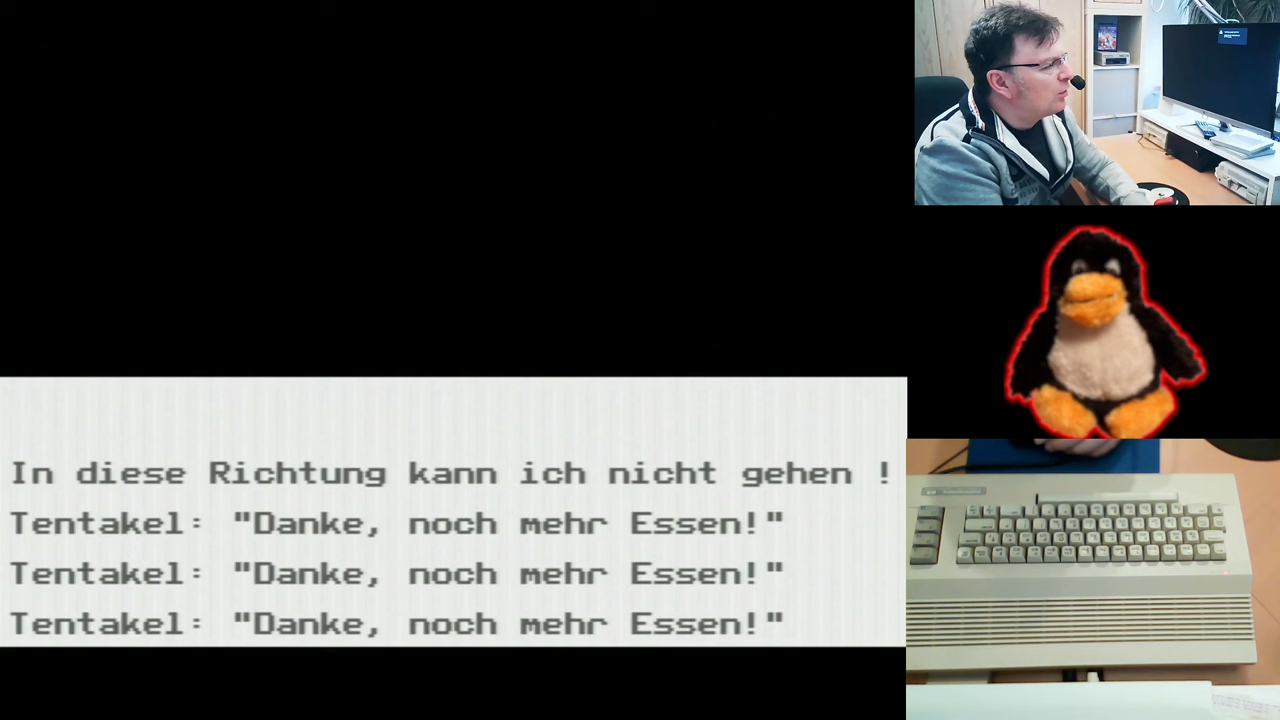 In diese Richtung kann ich nicht gehen !
Tentakel: "Danke, noch mehr Essen!"
Tentakel: "Danke, noch mehr Essen!"
Tentakel: "Danke, noch mehr Essen!"